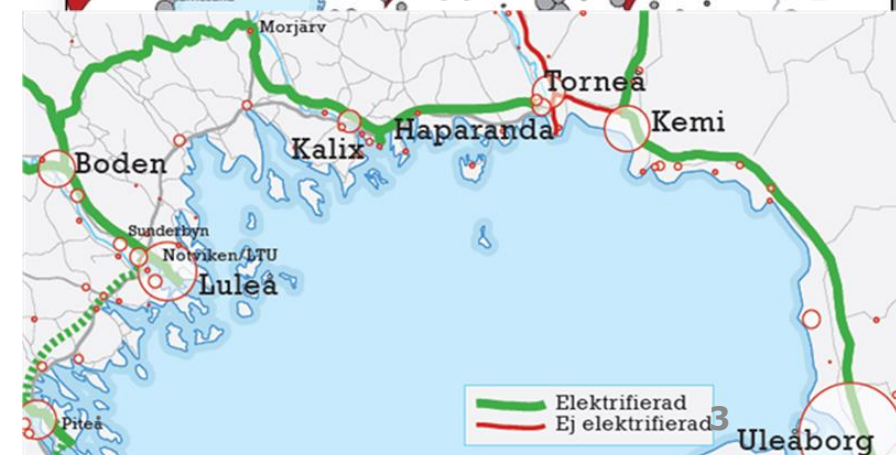 Morjärv
Torneå
Kemi
Haparanda
Kalix
Boden
Sunderbyn
Notviken/LTU
Luleå
Elektrifierad
Ej elektrifierad
3
Piteå
Uleåborg